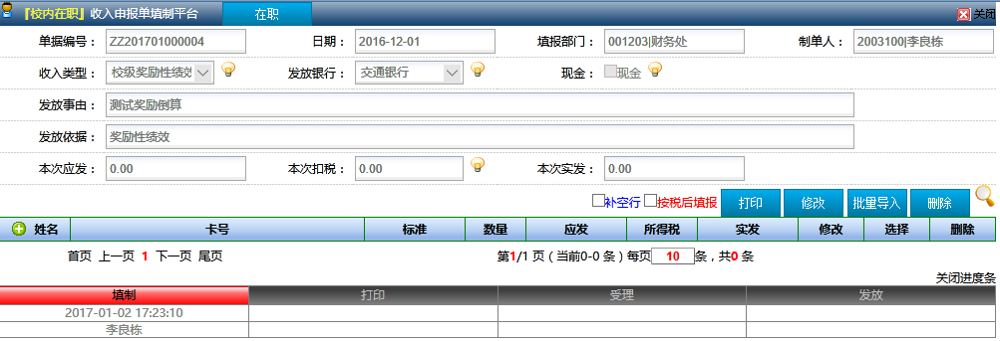 『校内在职』收入申报单填制平台 在职 关闭
单据编号： ZZ201701000004 日期： 2016-12-01 填报部门： 001203|财务处 制单人： 2003100|李良栋
收入类型： 校级奖励性绩效 发放银行： 交通银行 现金： 现金
发放事由： 测试奖励倒算
发放依据： 奖励性绩效
本次应发： 0.00 本次扣税： 0.00 本次实发： 0.00
补空行 按税后填报 打印 修改 批量导入 删除
姓名 卡号 标准 数量 应发 所得税 实发 修改 选择 删除
首页 上一页 1 下一页 尾页 第1/1 页 ( 当前0-0 条 ) 每页 10 条 , 共0 条
关闭进度条
填制 打印 受理 发放
2017-01-02 17:23:10
李良栋